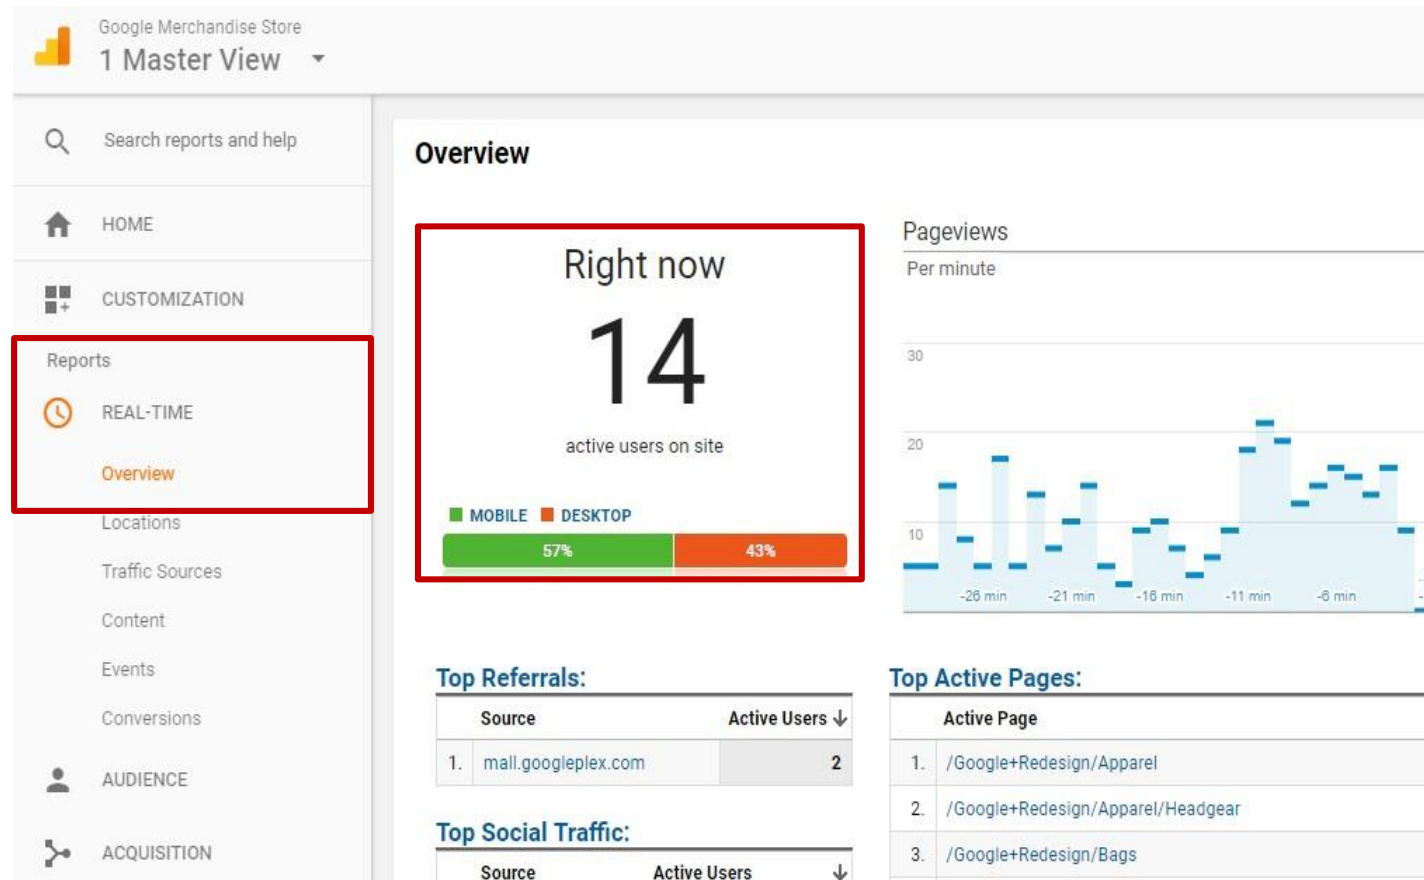 Google Merchandise Store
1 Master View
Search reports and help
HOME
CUSTOMIZATION
Reports
REAL-TIME
Overview
Locations
Traffic Sources
Content
Events
Conversions
AUDIENCE
ACQUISITION
Overview
Right now
14
active users on site
MOBILE DESKTOP
57% 43%
Pageviews
Per minute
30
20
10
-26 min -21 min -16 min -11 min -6 min
Top Referrals:
Source Active Users
1. mall.googleplex.com 2
Top Social Traffic:
Source Active Users
Top Active Pages:
Active Page
1. /Google+Redesign/Apparel
2. /Google+Redesign/Apparel/Headgear
3. /Google+Redesign/Bags